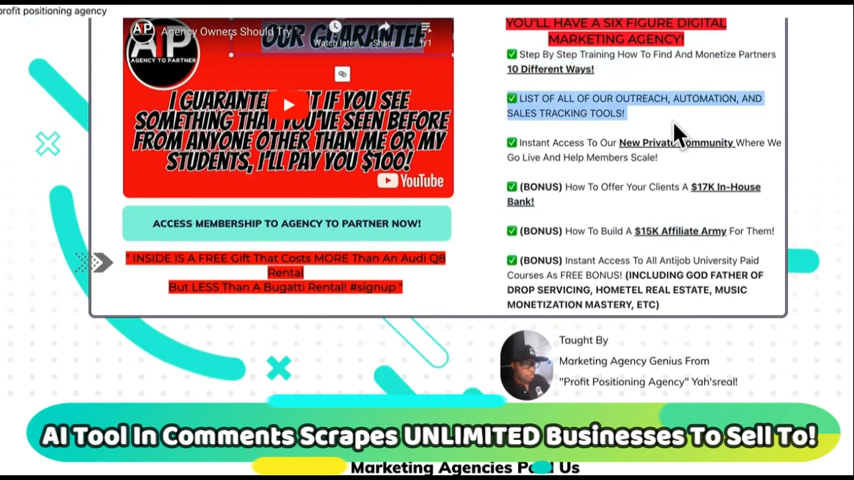 profit positioning agency
Agency Owners Should Try
OUR GUARANTEE
Watch later
Share
1/1
AP
AGENCY TO PARTNER
I GUARANTEE THAT IF YOU SEE
SOMETHING THAT YOU'VE SEEN BEFORE
FROM ANYONE OTHER THAN ME OR MY
STUDENTS, I'LL PAY YOU $100!
YouTube
ACCESS MEMBERSHIP TO AGENCY TO PARTNER NOW!
" INSIDE IS A FREE Gift That Costs MORE Than An Audi Q8
Rental
But LESS Than A Bugatti Rental! #signup "
YOU'LL HAVE A SIX FIGURE DIGITAL
MARKETING AGENCY!
✅ Step By Step Training How To Find And Monetize Partners
10 Different Ways!
✅ LIST OF ALL OF OUR OUTREACH, AUTOMATION, AND
SALES TRACKING TOOLS!
✅ Instant Access To Our New Private Community Where We
Go Live And Help Members Scale!
✅ (BONUS) How To Offer Your Clients A $17K In-House
Bank!
✅ (BONUS) How To Build A $15K Affiliate Army For Them!
✅ (BONUS) Instant Access To All Antijob University Paid
Courses As FREE BONUS! (INCLUDING GOD FATHER OF
DROP SERVICING, HOMETEL REAL ESTATE, MUSIC
MONETIZATION MASTERY, ETC)
Taught By
Marketing Agency Genius From
"Profit Positioning Agency" Yah'sreal!
AI Tool In Comments Scrapes UNLIMITED Businesses To Sell To!
Marketing Agencies Us